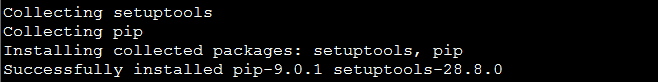 Collecting setuptools
Collecting pip
Installing collected packages: setuptools, pip
Successfully installed pip-9.0.1 setuptools-28.8.0